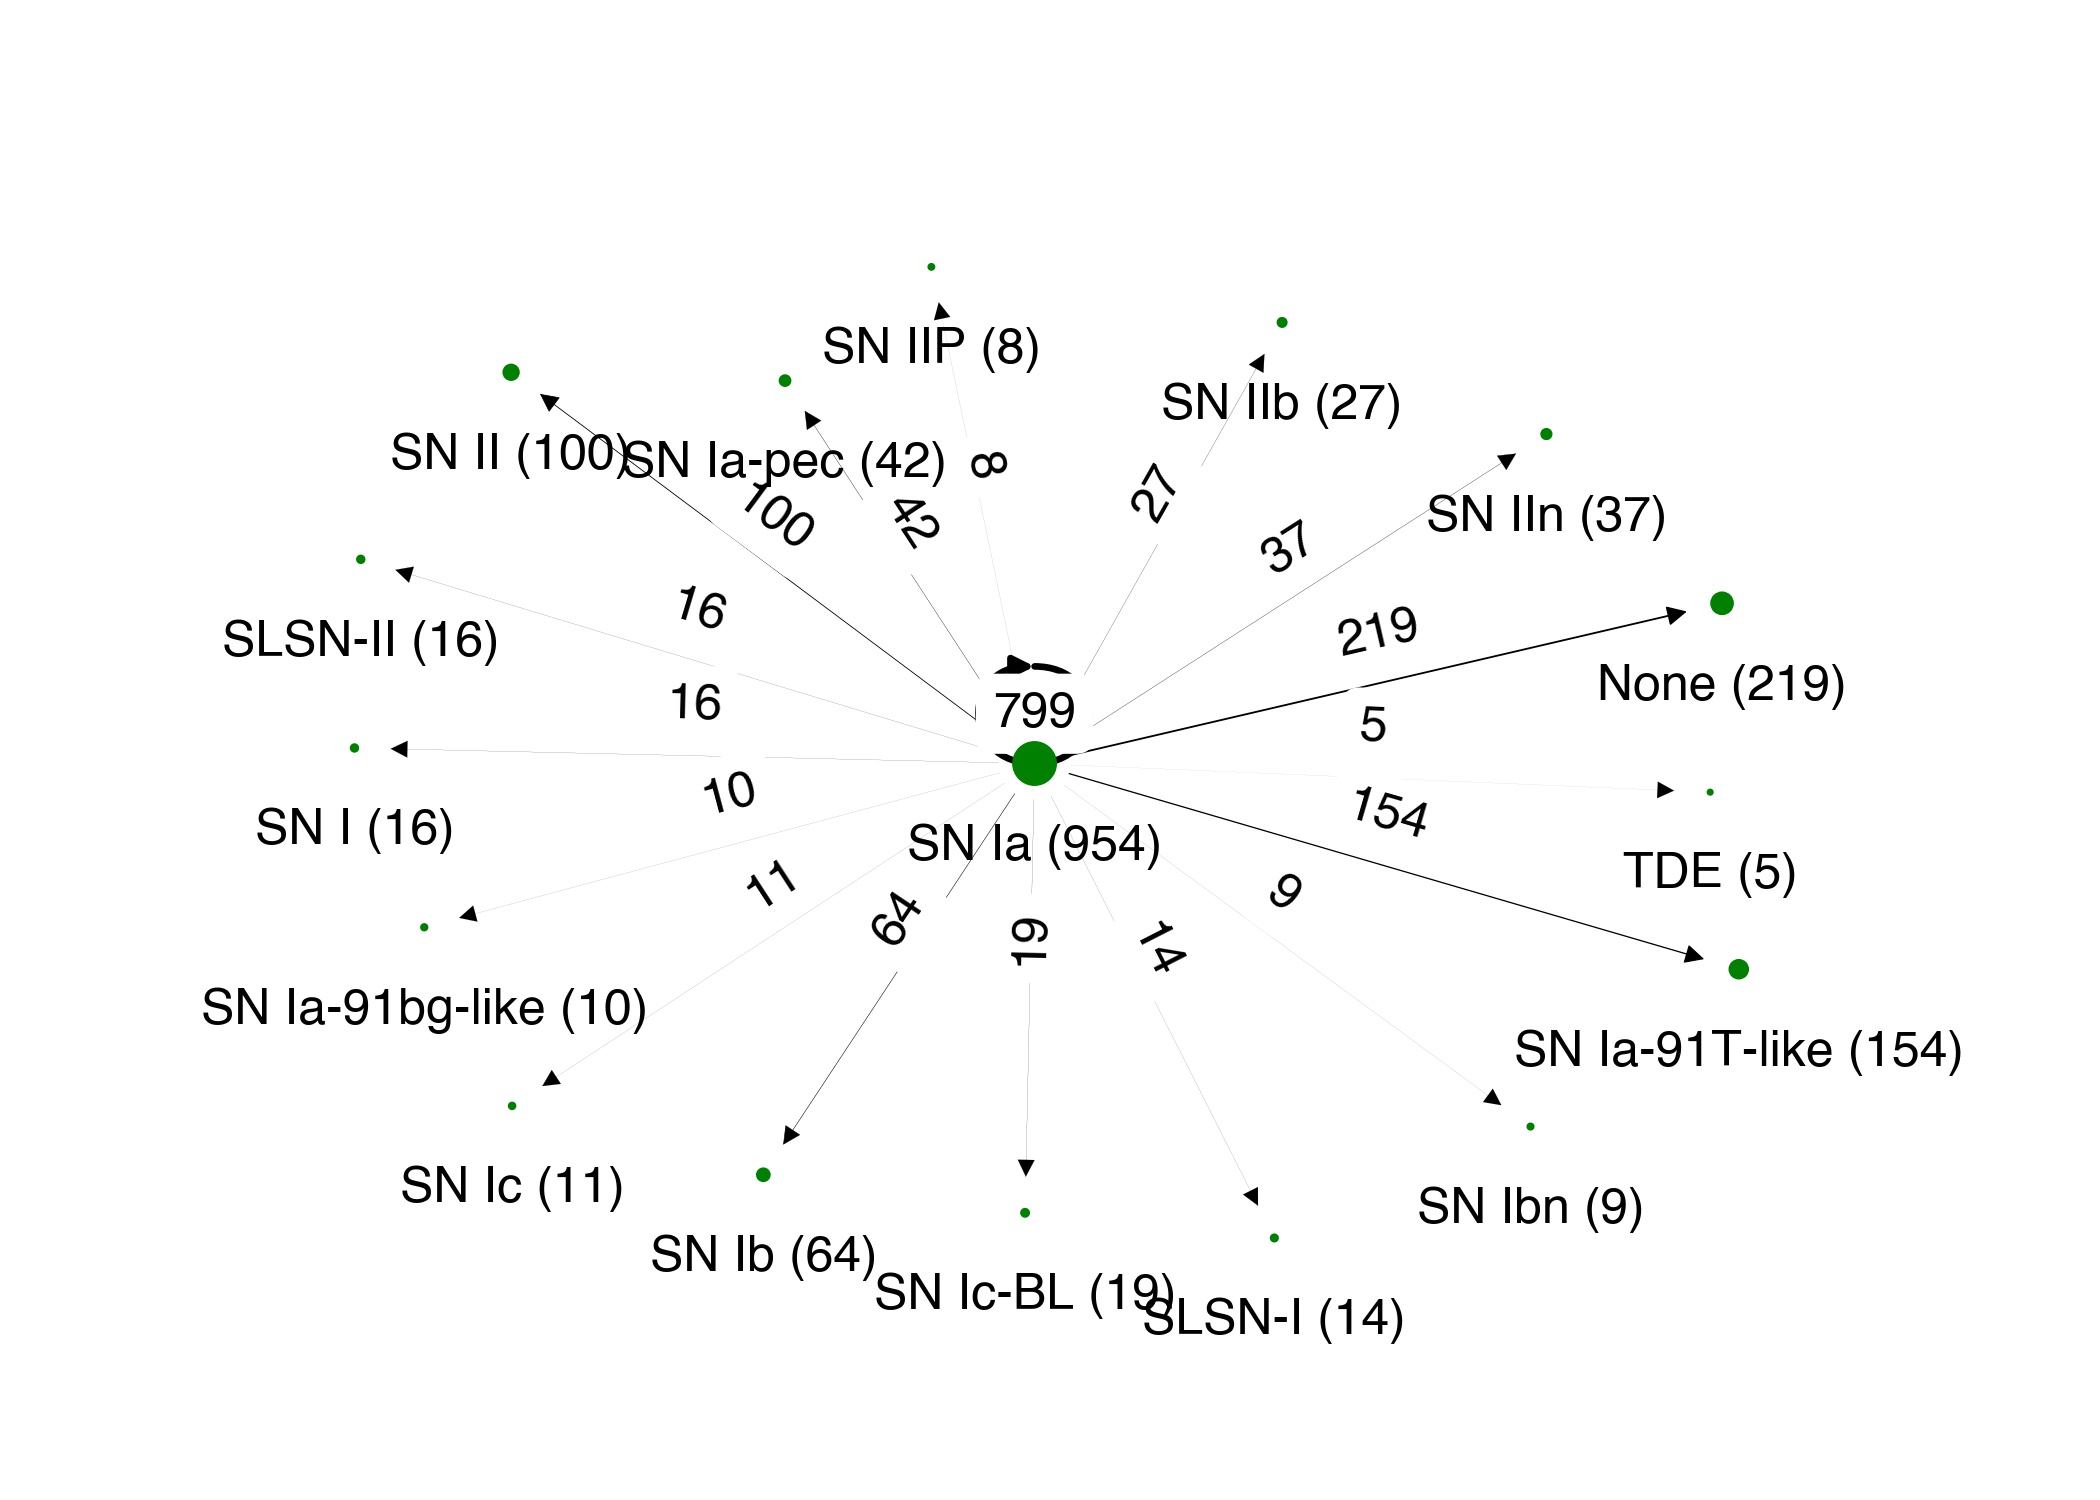 SN IIP (8)
SN IIb (27)
SN II (100)
SN Ia-pec (42)
8
27
SN IIn (37)
100
42
37
16
219
SLSN-II (16)
None (219)
16
799
5
10
154
SN I (16)
SN Ia (954)
TDE (5)
11
64
19
14
9
SN Ia-91bg-like (10)
SN Ia-91T-like (154)
SN Ic (11)
SN Ibn (9)
SN Ib (64)
SN Ic-BL (19)
SLSN-I (14)